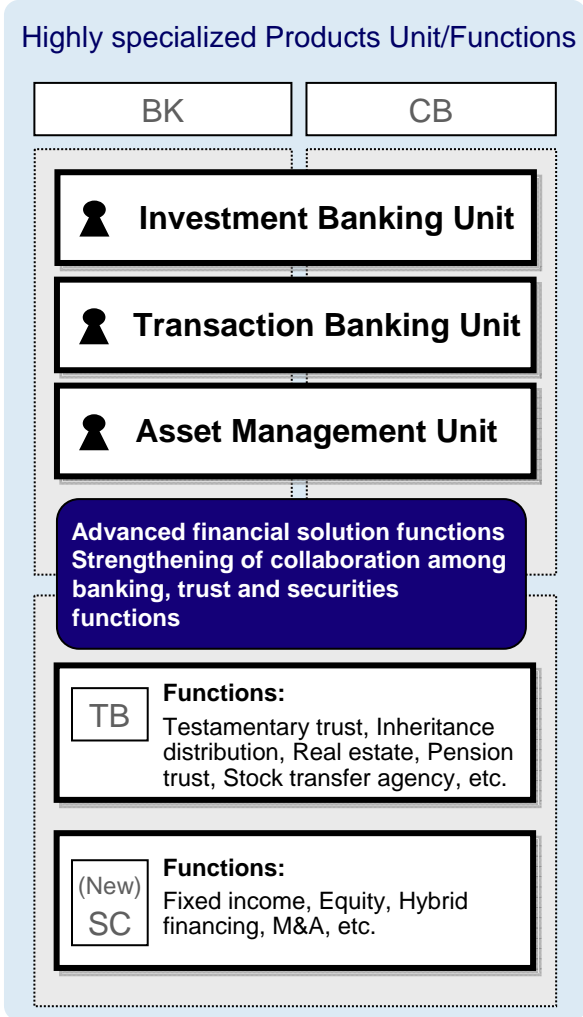 Highly specialized Products Unit/Functions
BK
CB
Investment Banking Unit
Transaction Banking Unit
Asset Management Unit
Advanced financial solution functions
Strengthening of collaboration among
banking, trust and securities
functions
TB
Functions:
Testamentary trust, Inheritance
distribution, Real estate, Pension
trust, Stock transfer agency, etc.
(New)
SC
Functions:
Fixed income, Equity, Hybrid
financing, M&A, etc.